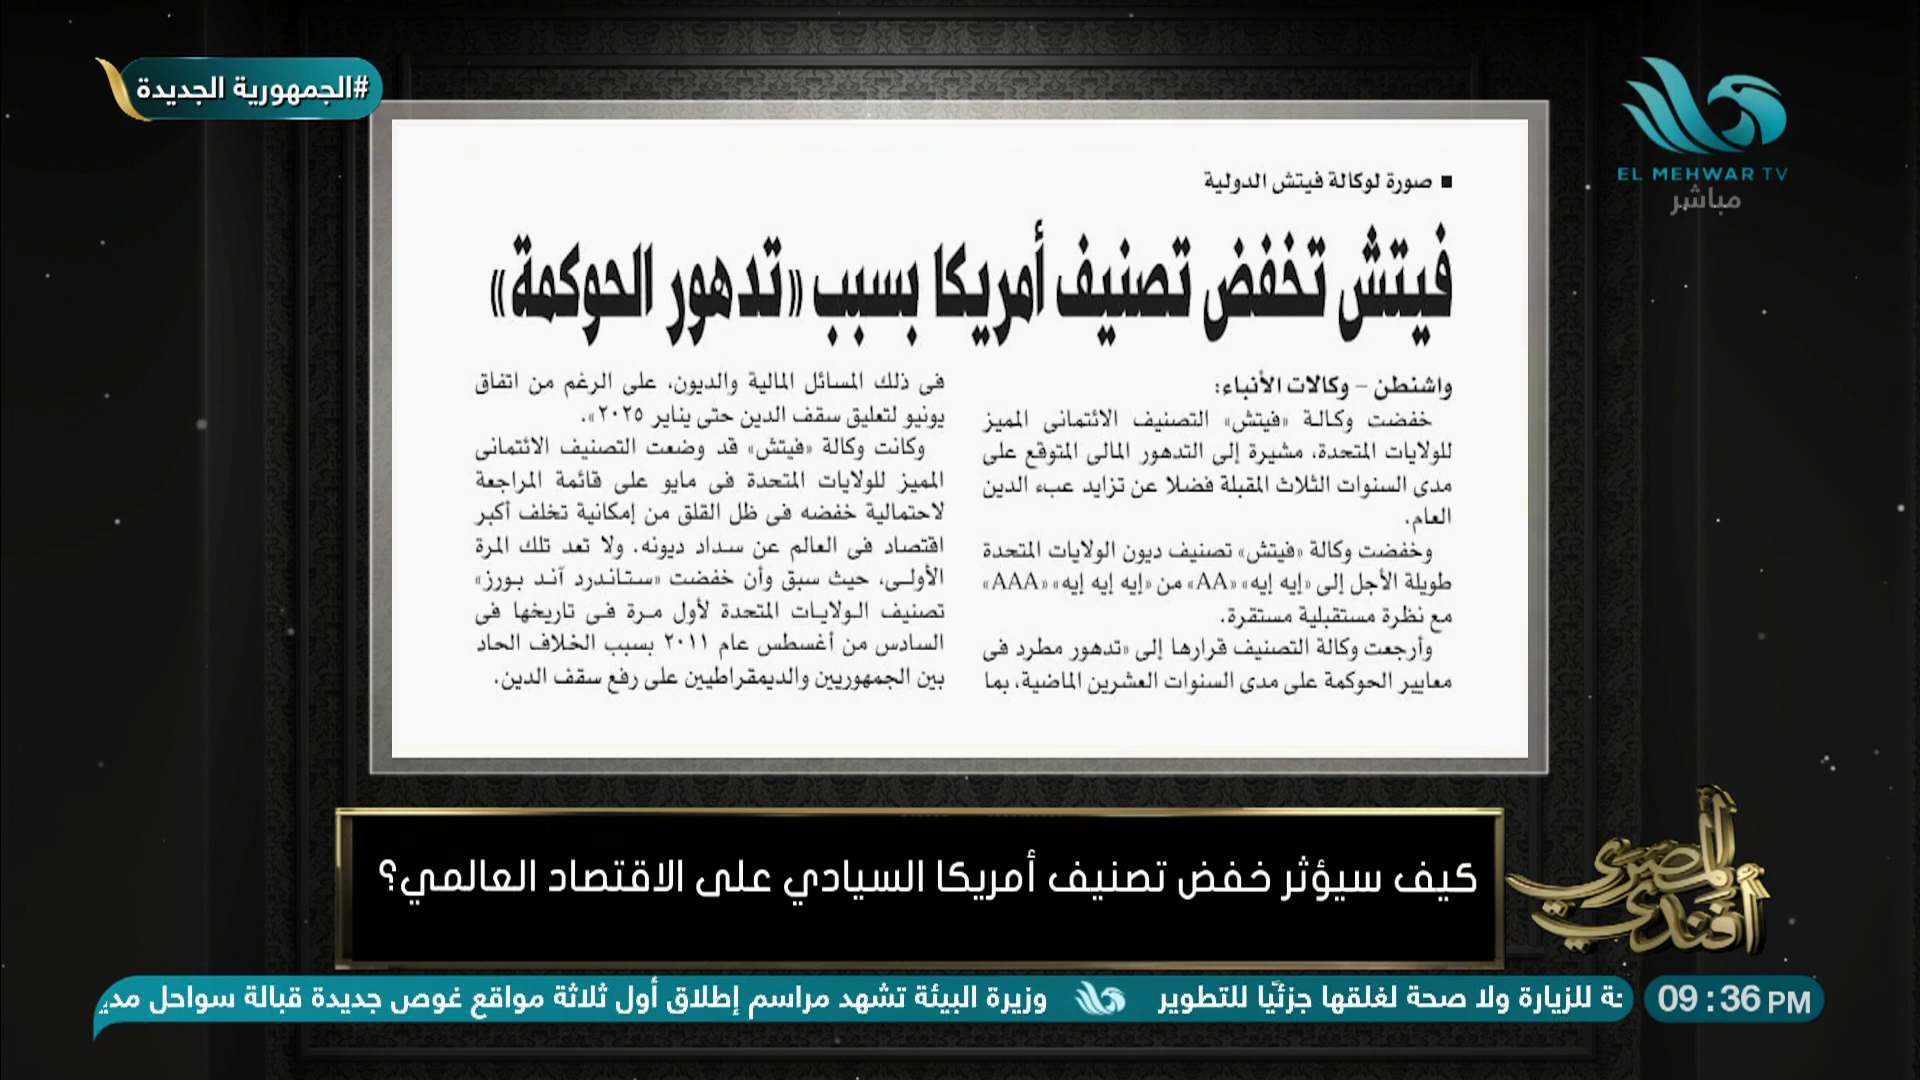 #الجمهورية الجديدة
EL MEHWAR TV
مباشر
■ صورة لوكالة فيتش الدولية
فيتش تخفض تصنيف أمريكا بسبب «تدهور الحوكمة»
واشنطن – وكالات الأنباء:
خفضت وكالة «فيتش» التصنيف الائتمانى المميز
للولايات المتحدة، مشيرة إلى التدهور المالى المتوقع على
مدى السنوات الثلاث المقبلة فضلا عن تزايد عبء الدين
العام.
وخفضت وكالة «فيتش» تصنيف ديون الولايات المتحدة
طويلة الأجل إلى «إيه إيه» «AA» من «إيه إيه إيه» «AAA»
مع نظرة مستقبلية مستقرة.
وأرجعت وكالة التصنيف قرارها إلى «تدهور مطرد فى
معايير الحوكمة على مدى السنوات العشرين الماضية، بما
فى ذلك المسائل المالية والديون، على الرغم من اتفاق
يونيو لتعليق سقف الدين حتى يناير ٢٠٢٥».
وكانت وكالة «فيتش» قد وضعت التصنيف الائتمانى
المميز للولايات المتحدة فى مايو على قائمة المراجعة
لاحتمالية خفضه فى ظل القلق من إمكانية تخلف أكبر
اقتصاد فى العالم عن سداد ديونه. ولا تعد تلك المرة
الأولى، حيث سبق وأن خفضت «ستاندرد آند بورز»
تصنيف الولايات المتحدة لأول مرة فى تاريخها فى
السادس من أغسطس عام ٢٠١١ بسبب الخلاف الحاد
بين الجمهوريين والديمقراطيين على رفع سقف الدين.
كيف سيؤثر خفض تصنيف أمريكا السيادي على الاقتصاد العالمي؟
المصري أفندي
نة للزيارة ولا صحة لغلقها جزئيًا للتطوير وزيرة البيئة تشهد مراسم إطلاق أول ثلاثة مواقع غوص جديدة قبالة سواحل مدي
09:36 PM